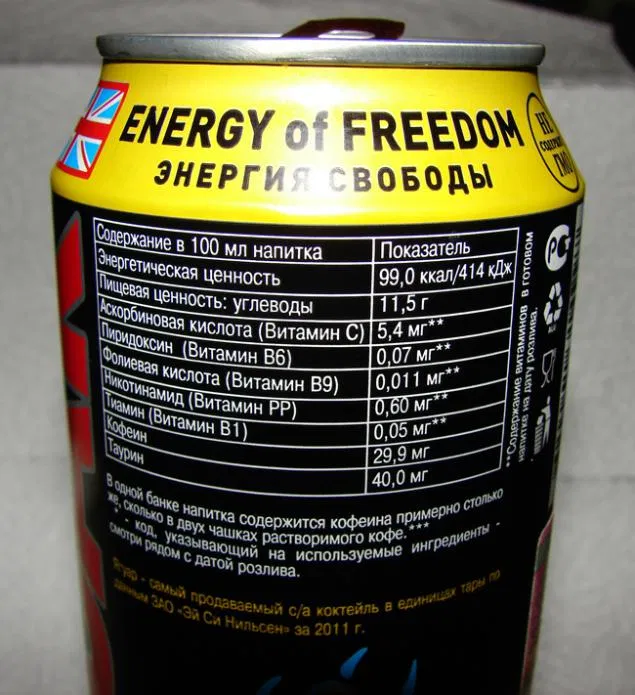 ENERGY of FREEDOM
ЭНЕРГИЯ СВОБОДЫ
НЕ
СОДЕРЖИТ
ГМО
Содержание в 100 мл напитка Показатель
Энергетическая ценность 99,0 ккал/414 кДж
Пищевая ценность: углеводы 11,5 г
Аскорбиновая кислота (Витамин С) 5,4 мг**
Пиридоксин (Витамин В6) 0,07 мг**
Фолиевая кислота (Витамин В9) 0,011 мг**
Никотинамид (Витамин РР) 0,60 мг**
Тиамин (Витамин В1) 0,05 мг**
Кофеин 29,9 мг
Таурин 40,0 мг
**Содержание витаминов в готовом
напитке на дату розлива.
В одной банке напитка содержится кофеина примерно столько
же, сколько в двух чашках растворимого кофе.***
* - код, указывающий на используемые ингредиенты -
смотри рядом с датой розлива.
Ягуар - самый продаваемый с/а коктейль в единицах тары по
данным ЗАО «Эй Си Нильсен» за 2011 г.